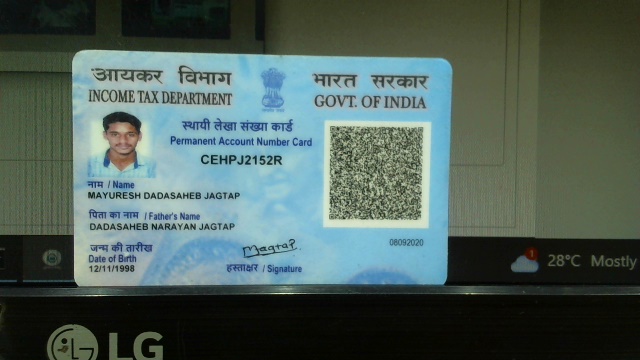 आयकर विभाग
INCOME TAX DEPARTMENT
भारत सरकार
GOVT. OF INDIA
स्थायी लेखा संख्या कार्ड
Permanent Account Number Card
CEHPJ2152R
नाम / Name
MAYURESH DADASAHEB JAGTAP
पिता का नाम / Father's Name
DADASAHEB NARAYAN JAGTAP
जन्म की तारीख
Date of Birth
12/11/1998
Magtap
हस्ताक्षर / Signature
08092020
28°C Mostly
LG